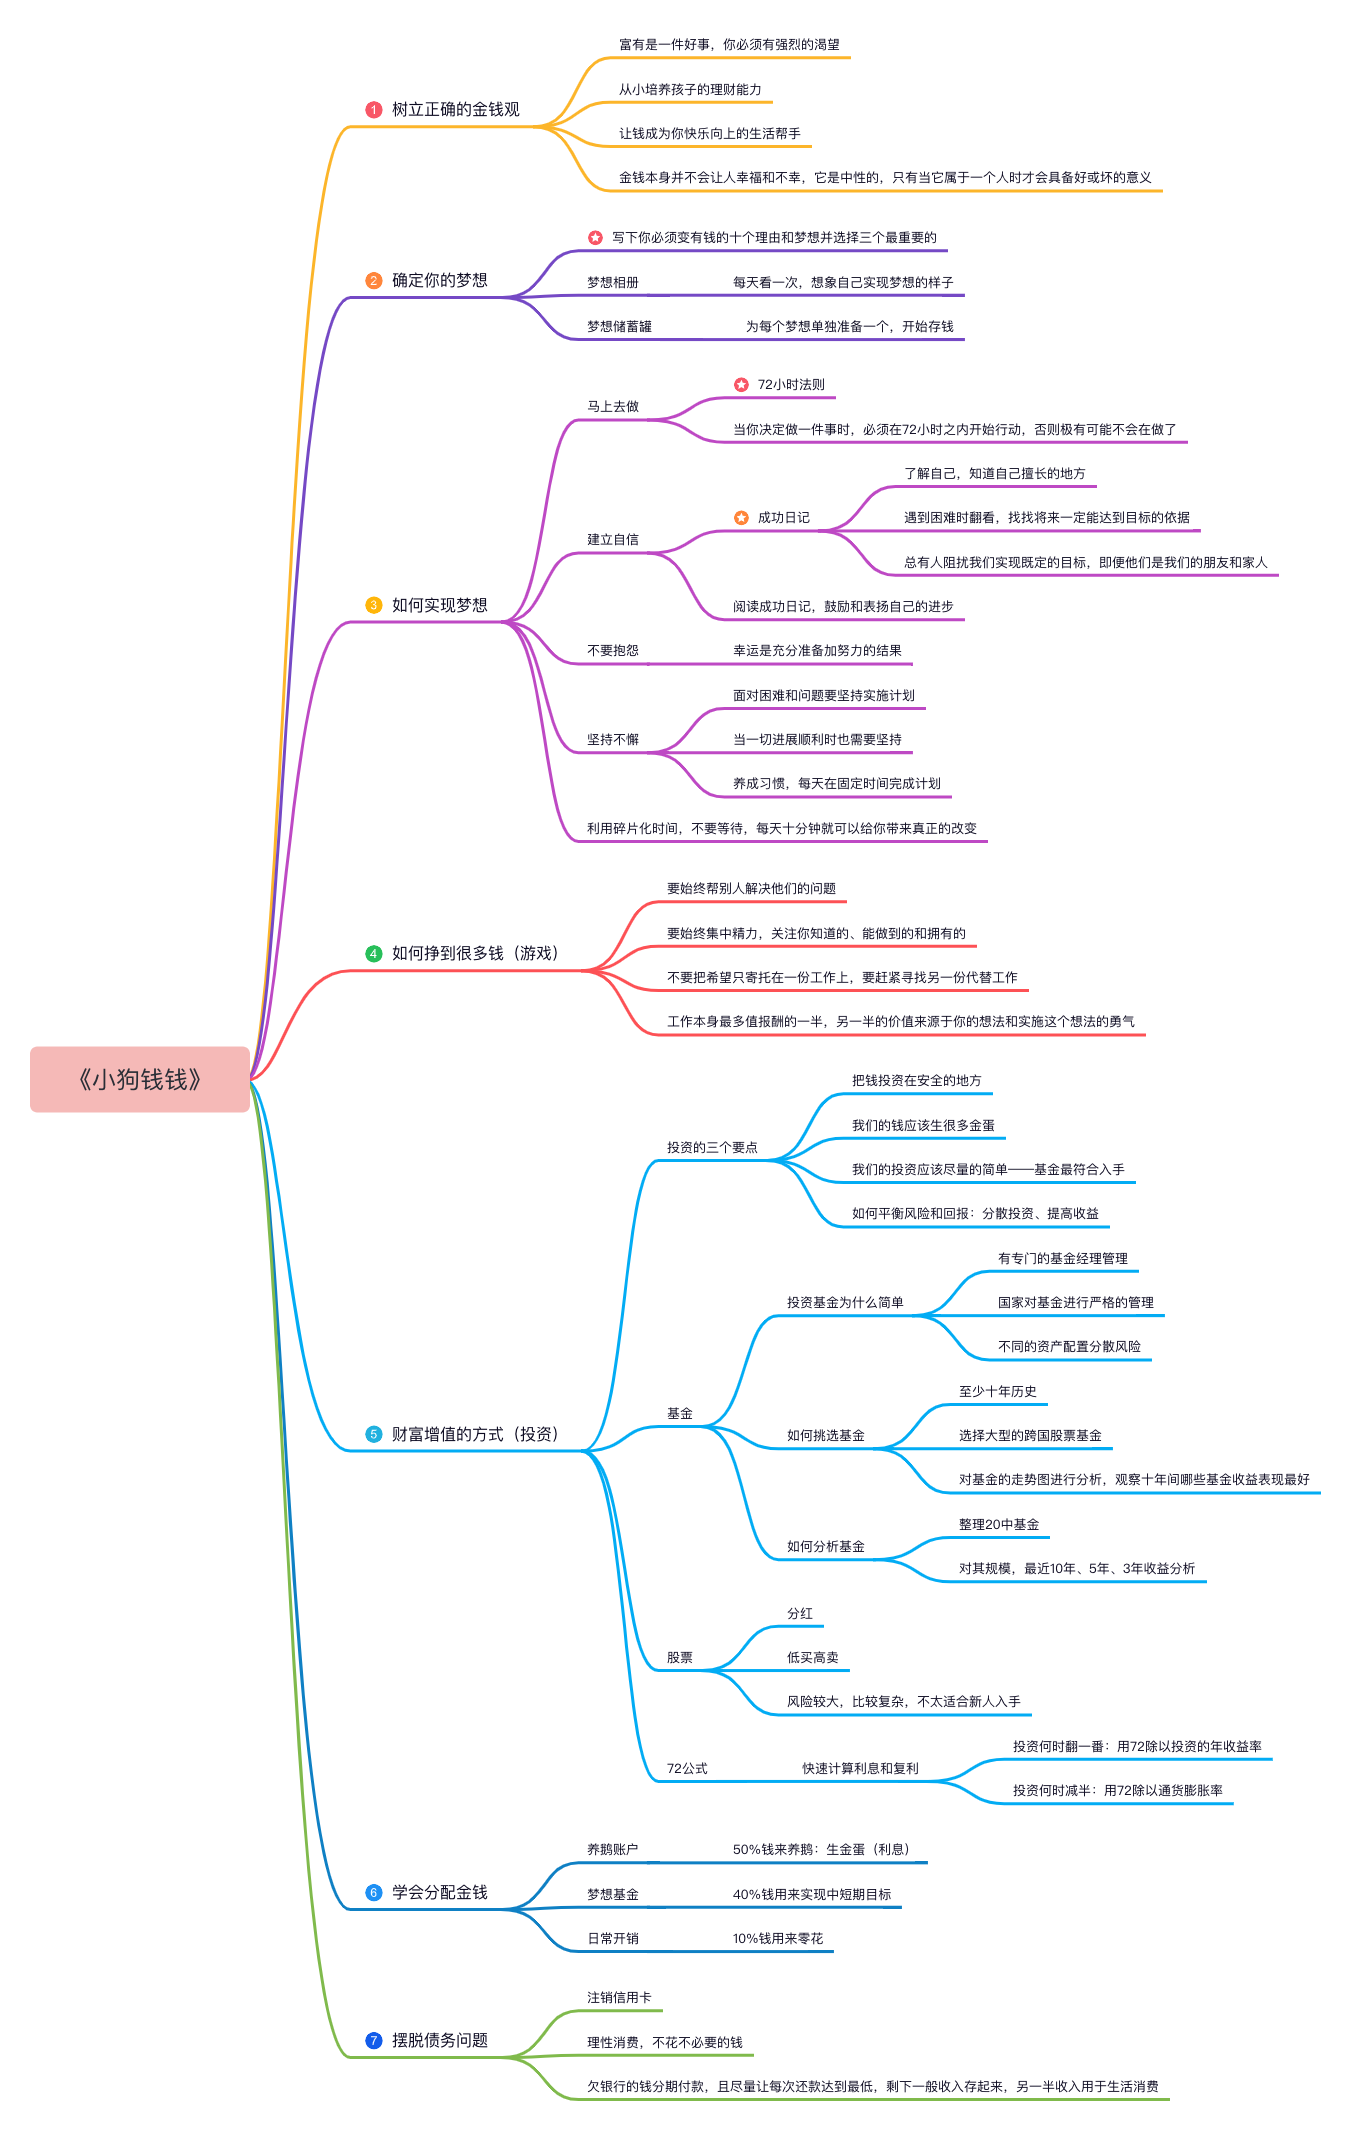 《小狗钱钱》
1 树立正确的金钱观
富有是一件好事，你必须有强烈的渴望
从小培养孩子的理财能力
让钱成为你快乐向上的生活帮手
金钱本身并不会让人幸福和不幸，它是中性的，只有当它属于一个人时才会具备好或坏的意义
2 确定你的梦想
写下你必须变有钱的十个理由和梦想并选择三个最重要的
梦想相册
每天看一次，想象自己实现梦想的样子
梦想储蓄罐
为每个梦想单独准备一个，开始存钱
3 如何实现梦想
马上去做
72小时法则
当你决定做一件事时，必须在72小时之内开始行动，否则极有可能不会在做了
建立自信
成功日记
了解自己，知道自己擅长的地方
遇到困难时翻看，找找将来一定能达到目标的依据
总有人阻扰我们实现既定的目标，即便他们是我们的朋友和家人
阅读成功日记，鼓励和表扬自己的进步
不要抱怨
幸运是充分准备加努力的结果
坚持不懈
面对困难和问题要坚持实施计划
当一切进展顺利时也需要坚持
养成习惯，每天在固定时间完成计划
利用碎片化时间，不要等待，每天十分钟就可以给你带来真正的改变
4 如何挣到很多钱（游戏）
要始终帮别人解决他们的问题
要始终集中精力，关注你知道的、能做到的和拥有的
不要把希望只寄托在一份工作上，要赶紧寻找另一份代替工作
工作本身最多值报酬的一半，另一半的价值来源于你的想法和实施这个想法的勇气
5 财富增值的方式（投资）
投资的三个要点
把钱投资在安全的地方
我们的钱应该生很多金蛋
我们的投资应该尽量的简单——基金最符合入手
如何平衡风险和回报：分散投资、提高收益
基金
投资基金为什么简单
有专门的基金经理管理
国家对基金进行严格的管理
不同的资产配置分散风险
如何挑选基金
至少十年历史
选择大型的跨国股票基金
对基金的走势图进行分析，观察十年间哪些基金收益表现最好
如何分析基金
整理20中基金
对其规模，最近10年、5年、3年收益分析
股票
分红
低买高卖
风险较大，比较复杂，不太适合新人入手
72公式
快速计算利息和复利
投资何时翻一番：用72除以投资的年收益率
投资何时减半：用72除以通货膨胀率
6 学会分配金钱
养鹅账户
50%钱来养鹅：生金蛋（利息）
梦想基金
40%钱用来实现中短期目标
日常开销
10%钱用来零花
7 摆脱债务问题
注销信用卡
理性消费，不花不必要的钱
欠银行的钱分期付款，且尽量让每次还款达到最低，剩下一般收入存起来，另一半收入用于生活消费